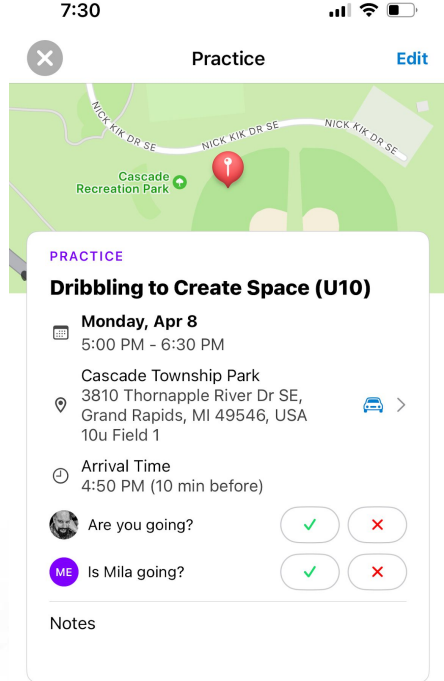 7:30
Practice
Edit
NICK KIK DR SE
NICK KIK DR SE
NICK KIK DR SE
Cascade
Recreation Park
PRACTICE
Dribbling to Create Space (U10)
Monday, Apr 8
5:00 PM - 6:30 PM
Cascade Township Park
3810 Thornapple River Dr SE,
Grand Rapids, MI 49546, USA
10u Field 1
Arrival Time
4:50 PM (10 min before)
Are you going?
ME Is Mila going?
Notes